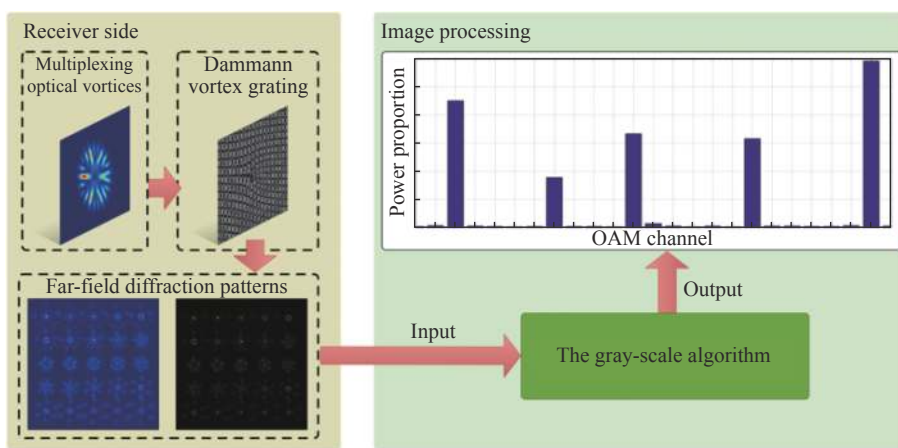 Receiver side
Multiplexing
optical vortices
Dammann
vortex grating
Far-field diffraction patterns
Input
Image processing
Power proportion
OAM channel
Output
The gray-scale algorithm